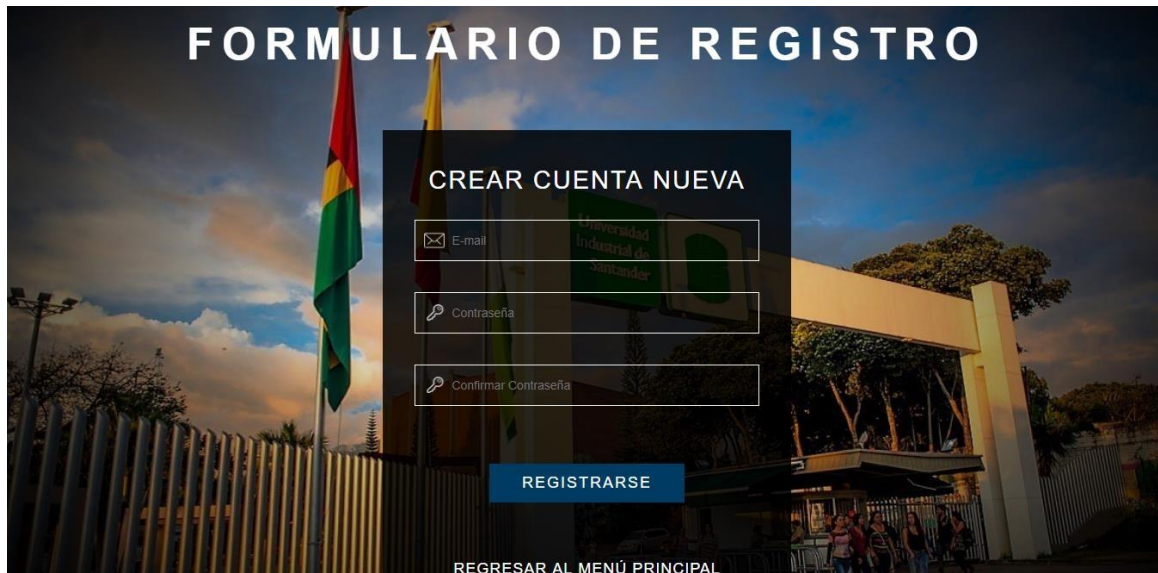 FORMULARIO DE REGISTRO
CREAR CUENTA NUEVA
E-mail
Universidad
Industrial de
Santander
Contraseña
Confirmar Contraseña
REGISTRARSE
REGRESAR AL MENÚ PRINCIPAL